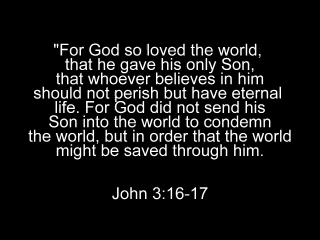 "For God so loved the world,
that he gave his only Son,
that whoever believes in him
should not perish but have eternal
life. For God did not send his
Son into the world to condemn
the world, but in order that the world
might be saved through him.
John 3:16-17